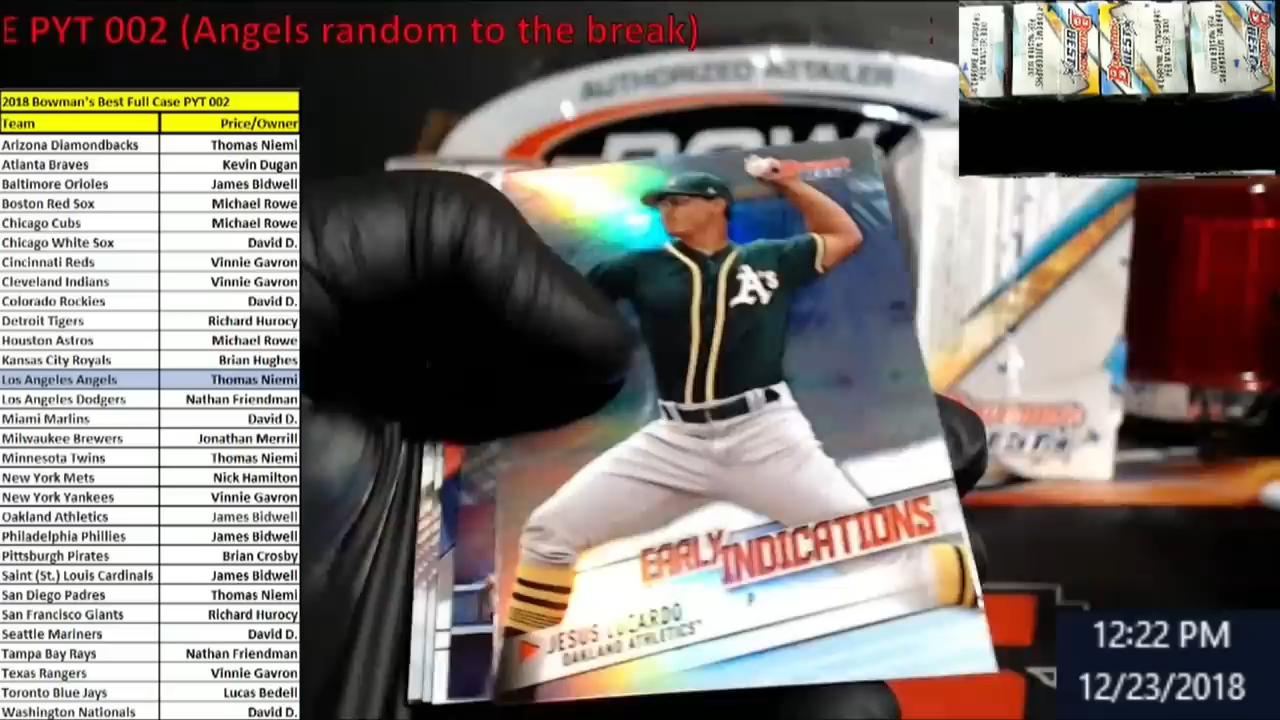 E PYT 002 (Angels random to the break)
2018 Bowman's Best Full Case PYT 002
Team Price/Owner
Arizona Diamondbacks Thomas Niemi
Atlanta Braves Kevin Dugan
Baltimore Orioles James Bidwell
Boston Red Sox Michael Rowe
Chicago Cubs Michael Rowe
Chicago White Sox David D.
Cincinnati Reds Vinnie Gavron
Cleveland Indians Vinnie Gavron
Colorado Rockies David D.
Detroit Tigers Richard Hurocy
Houston Astros Michael Rowe
Kansas City Royals Brian Hughes
Los Angeles Angels Thomas Niemi
Los Angeles Dodgers Nathan Friendman
Miami Marlins David D.
Milwaukee Brewers Jonathan Merrill
Minnesota Twins Thomas Niemi
New York Mets Nick Hamilton
New York Yankees Vinnie Gavron
Oakland Athletics James Bidwell
Philadelphia Phillies James Bidwell
Pittsburgh Pirates Brian Crosby
Saint (St.) Louis Cardinals James Bidwell
San Diego Padres Thomas Niemi
San Francisco Giants Richard Hurocy
Seattle Mariners David D.
Tampa Bay Rays Nathan Friendman
Texas Rangers Vinnie Gavron
Toronto Blue Jays Lucas Bedell
Washington Nationals David D.
AUTHORIZED RETAILER
A's
EARLY INDICATIONS
P
JESUS LUZARDO
OAKLAND ATHLETICS
BOWMAN'S
BEST
12:22 PM
12/23/2018